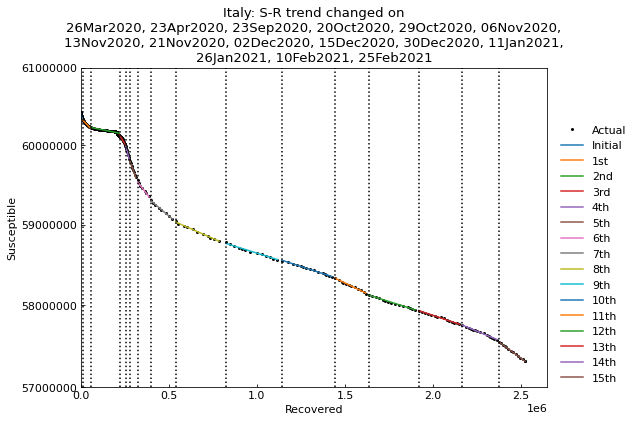 Italy: S-R trend changed on
26Mar2020, 23Apr2020, 23Sep2020, 20Oct2020, 29Oct2020, 06Nov2020,
13Nov2020, 21Nov2020, 02Dec2020, 15Dec2020, 30Dec2020, 11Jan2021,
26Jan2021, 10Feb2021, 25Feb2021
61000000
60000000
59000000
58000000
57000000
Susceptible
0.0
0.5
1.0
1.5
2.0
2.5
1e6
Recovered
Actual
Initial
1st
2nd
3rd
4th
5th
6th
7th
8th
9th
10th
11th
12th
13th
14th
15th